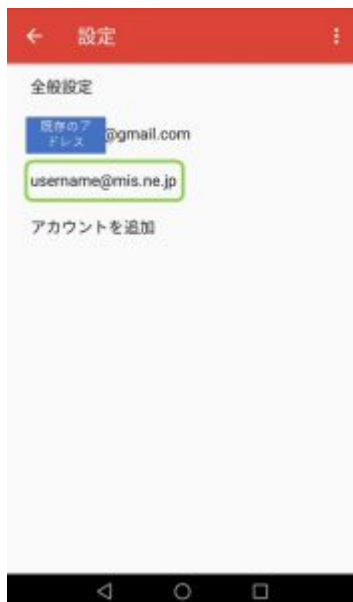 設定
全般設定
既存のア
ドレス
@gmail.com
username@mis.ne.jp
アカウントを追加